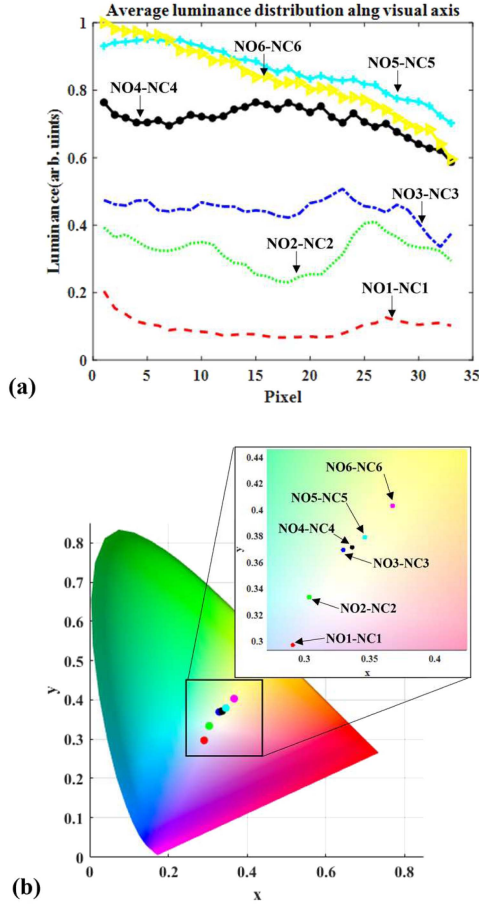 Average luminance distribution alng visual axis
Luminance(arb, uints)
1
0.8
0.6
0.4
0.2
0
NO6-NC6
NO5-NC5
NO4-NC4
NO3-NC3
NO2-NC2
NO1-NC1
0 5 10 15 20 25 30 35
Pixel
(a)
0.44
0.42
0.4
0.38
y
0.36
0.34
0.32
0.3
NO6-NC6
NO5-NC5
NO4-NC4
NO3-NC3
NO2-NC2
NO1-NC1
0.3 0.35 0.4
x
0.8
0.7
0.6
0.5
y
0.4
0.3
0.2
0.1
0
0 0.2 0.4 0.6 0.8
x
(b)